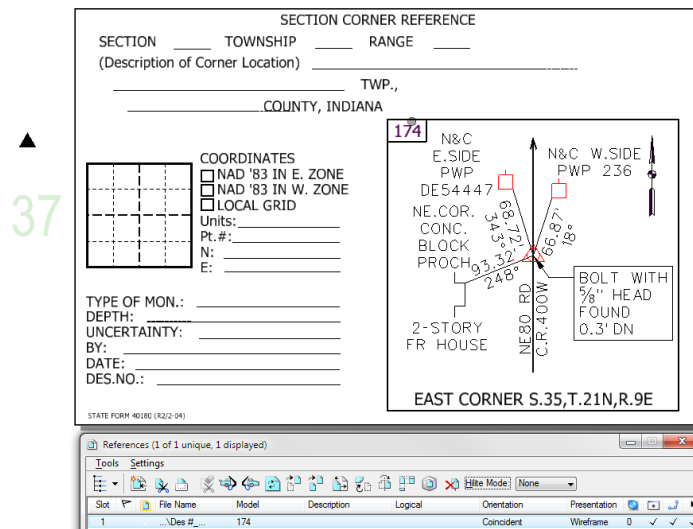 SECTION CORNER REFERENCE
SECTION TOWNSHIP RANGE
(Description of Corner Location)
TWP.,
COUNTY, INDIANA
37
COORDINATES
NAD '83 IN E. ZONE
NAD '83 IN W. ZONE
LOCAL GRID
Units:
Pt.#:
N:
E:
TYPE OF MON.:
DEPTH:
UNCERTAINTY:
BY:
DATE:
DES.NO.:
STATE FORM 40180 (R2/2-04)
174
N&C
E.SIDE
PWP
DE54447
N&C W.SIDE
PWP 236
NE.COR.
CONC.
BLOCK
PROCH
68.72'
343°
66.87'
18°
93.32'
248°
2-STORY
FR HOUSE
NE80 RD
C.R.400W
BOLT WITH
⅝" HEAD
FOUND
0.3' DN
EAST CORNER S.35,T.21N,R.9E
References (1 of 1 unique, 1 displayed)
Tools Settings
Hilite Mode: None
Slot File Name Model Description Logical Orientation Presentation
1 ...\Des #_... 174 Coincident Wireframe 0